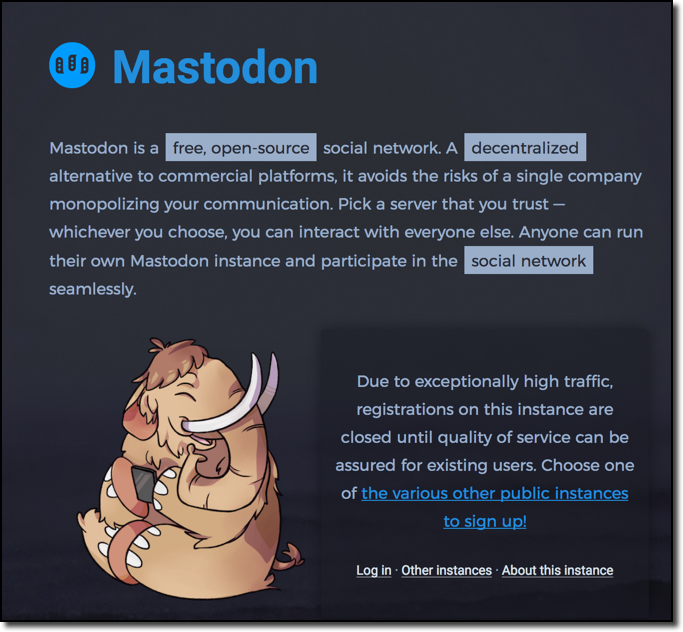 Mastodon
Mastodon is a free, open-source social network. A decentralized
alternative to commercial platforms, it avoids the risks of a single company
monopolizing your communication. Pick a server that you trust —
whichever you choose, you can interact with everyone else. Anyone can run
their own Mastodon instance and participate in the social network
seamlessly.
Due to exceptionally high traffic,
registrations on this instance are
closed until quality of service can be
assured for existing users. Choose one
of the various other public instances
to sign up!
Log in · Other instances · About this instance